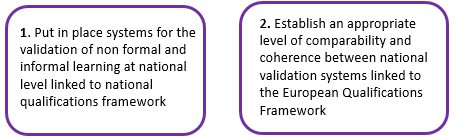 1. Put in place systems for the
validation of non formal and
informal learning at national
level linked to national
qualifications framework
2. Establish an appropriate
level of comparability and
coherence between national
validation systems linked to
the European Qualifications
Framework